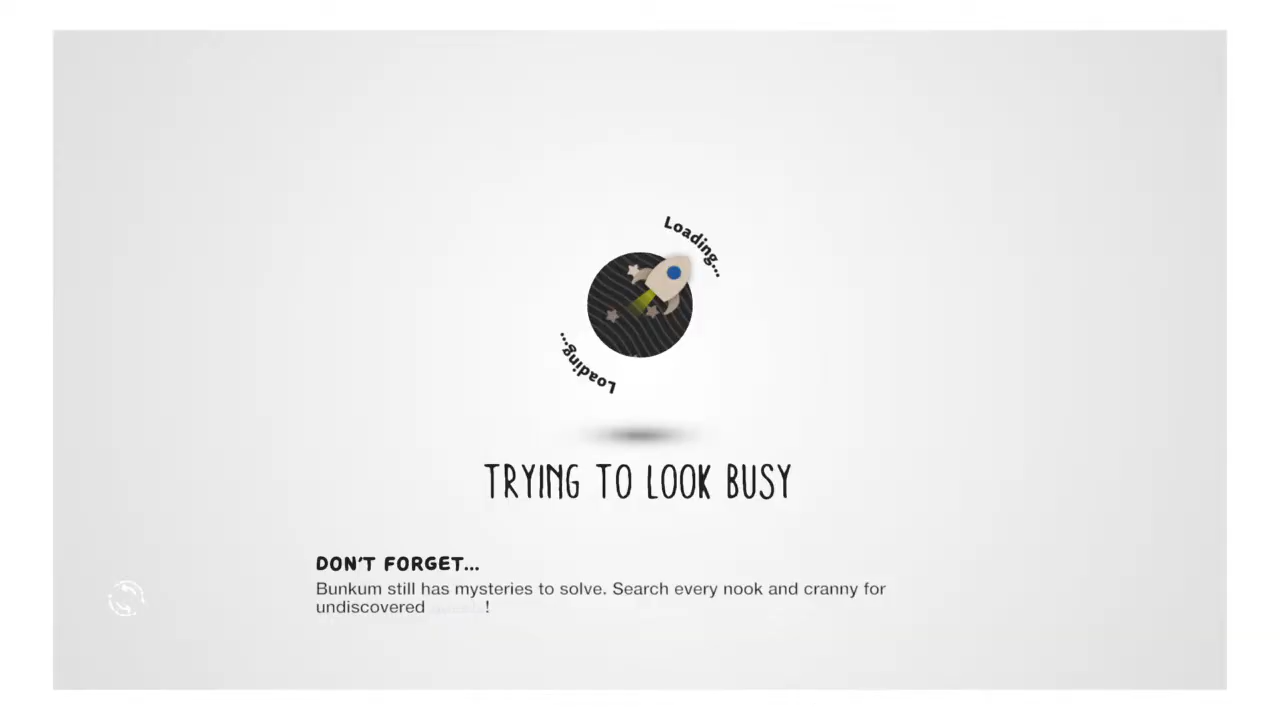 Loading...
Loading...
TRYING TO LOOK BUSY
DON'T FORGET...
Bunkum still has mysteries to solve. Search every nook and cranny for
undiscovered !